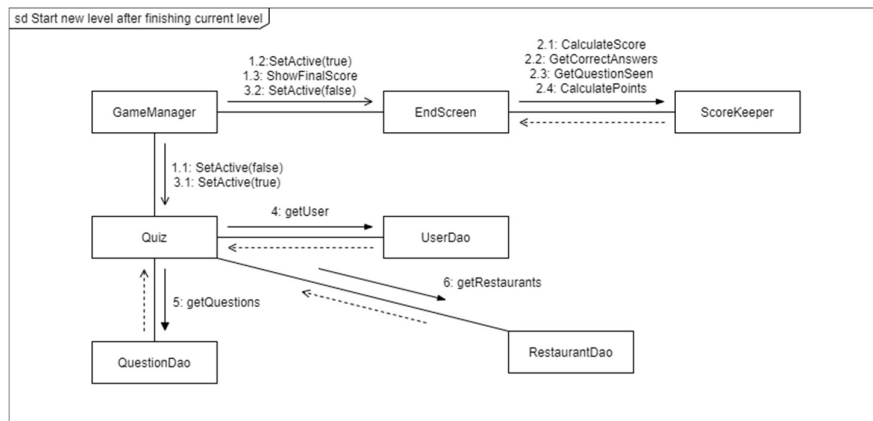 sd Start new level after finishing current level
1.2:SetActive(true)
1.3: ShowFinalScore
3.2: SetActive(false)
2.1: CalculateScore
2.2: GetCorrectAnswers
2.3: GetQuestionSeen
2.4: CalculatePoints
GameManager
EndScreen
ScoreKeeper
1.1: SetActive(false)
3.1: SetActive(true)
4: getUser
Quiz
UserDao
6: getRestaurants
5: getQuestions
QuestionDao
RestaurantDao